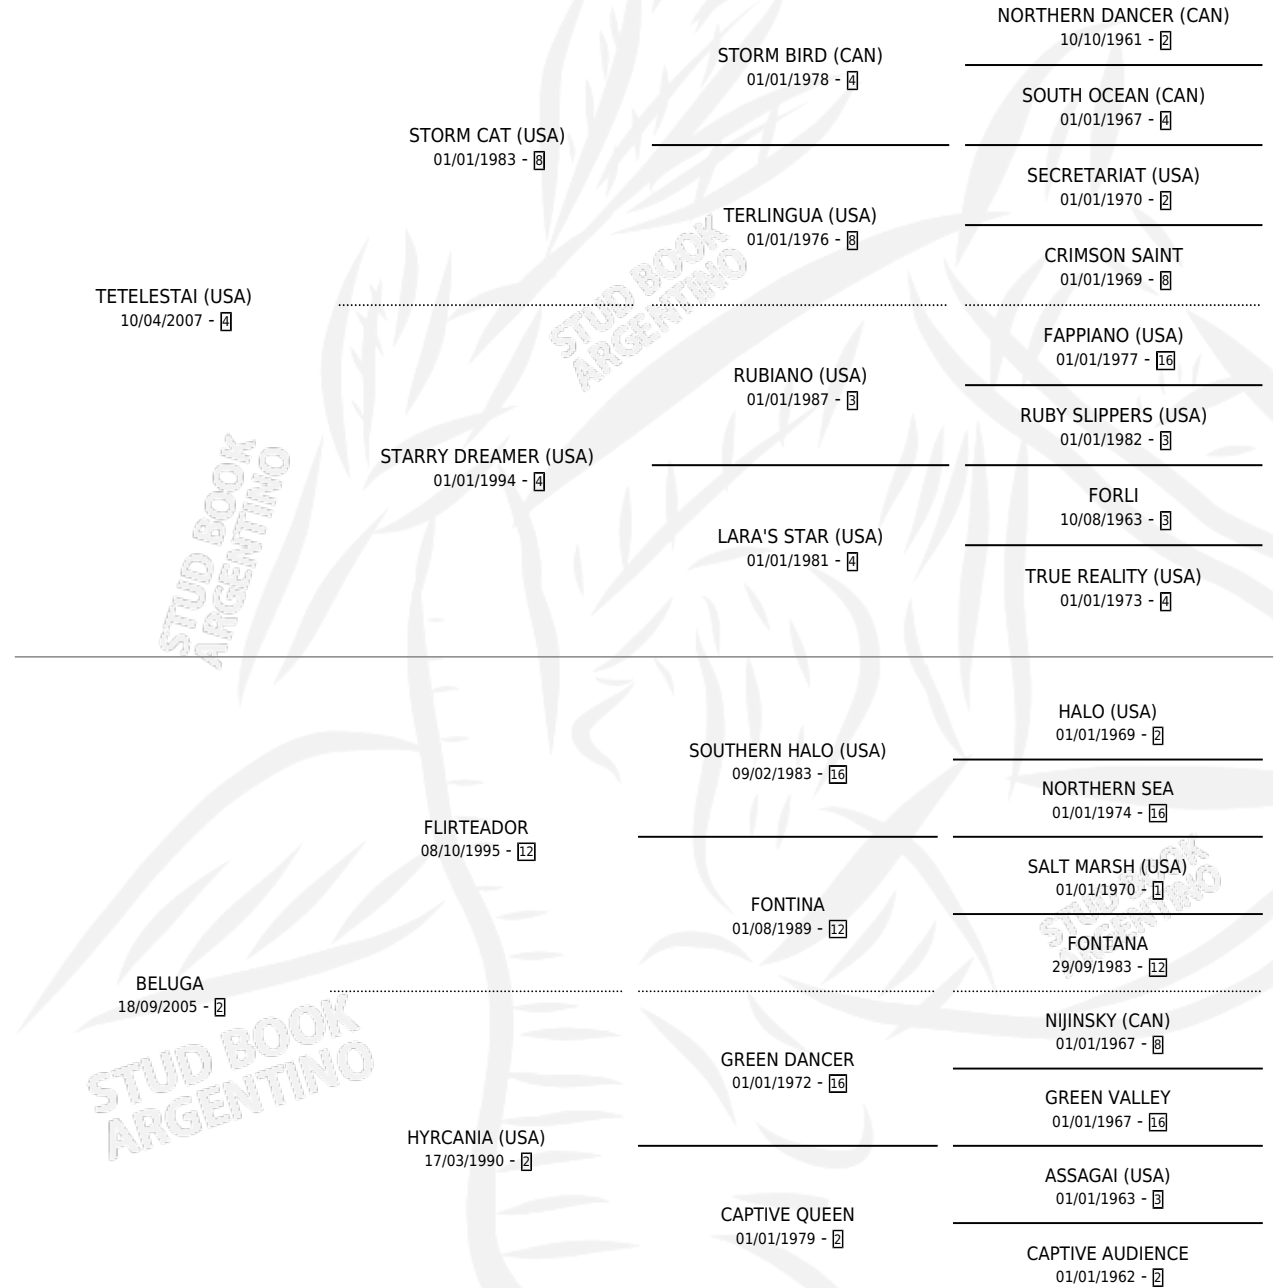 NORTHERN DANCER (CAN)
10/10/1961 - 2
STORM BIRD (CAN)
01/01/1978 - 4
SOUTH OCEAN (CAN)
01/01/1967 - 4
STORM CAT (USA)
01/01/1983 - 8
SECRETARIAT (USA)
01/01/1970 - 2
TERLINGUA (USA)
01/01/1976 - 8
CRIMSON SAINT
01/01/1969 - 8
TETELESTAI (USA)
10/04/2007 - 4
STUD BOOK
ARGENTINO
FAPPIANO (USA)
01/01/1977 - 16
RUBIANO (USA)
01/01/1987 - 3
RUBY SLIPPERS (USA)
01/01/1982 - 3
STARRY DREAMER (USA)
01/01/1994 - 4
FORLI
10/08/1963 - 3
LARA'S STAR (USA)
01/01/1981 - 4
TRUE REALITY (USA)
01/01/1973 - 4
STUD BOOK
ARGENTINO
HALO (USA)
01/01/1969 - 2
SOUTHERN HALO (USA)
09/02/1983 - 16
NORTHERN SEA
01/01/1974 - 16
FLIRTEADOR
08/10/1995 - 12
SALT MARSH (USA)
01/01/1970 - 1
FONTINA
01/08/1989 - 12
FONTANA
29/09/1983 - 12
STUD BOOK
ARGENTINO
BELUGA
18/09/2005 - 2
NIJINSKY (CAN)
01/01/1967 - 8
GREEN DANCER
01/01/1972 - 16
GREEN VALLEY
01/01/1967 - 16
STUD BOOK
ARGENTINO
HYRCANIA (USA)
17/03/1990 - 2
ASSAGAI (USA)
01/01/1963 - 3
CAPTIVE QUEEN
01/01/1979 - 2
CAPTIVE AUDIENCE
01/01/1962 - 2